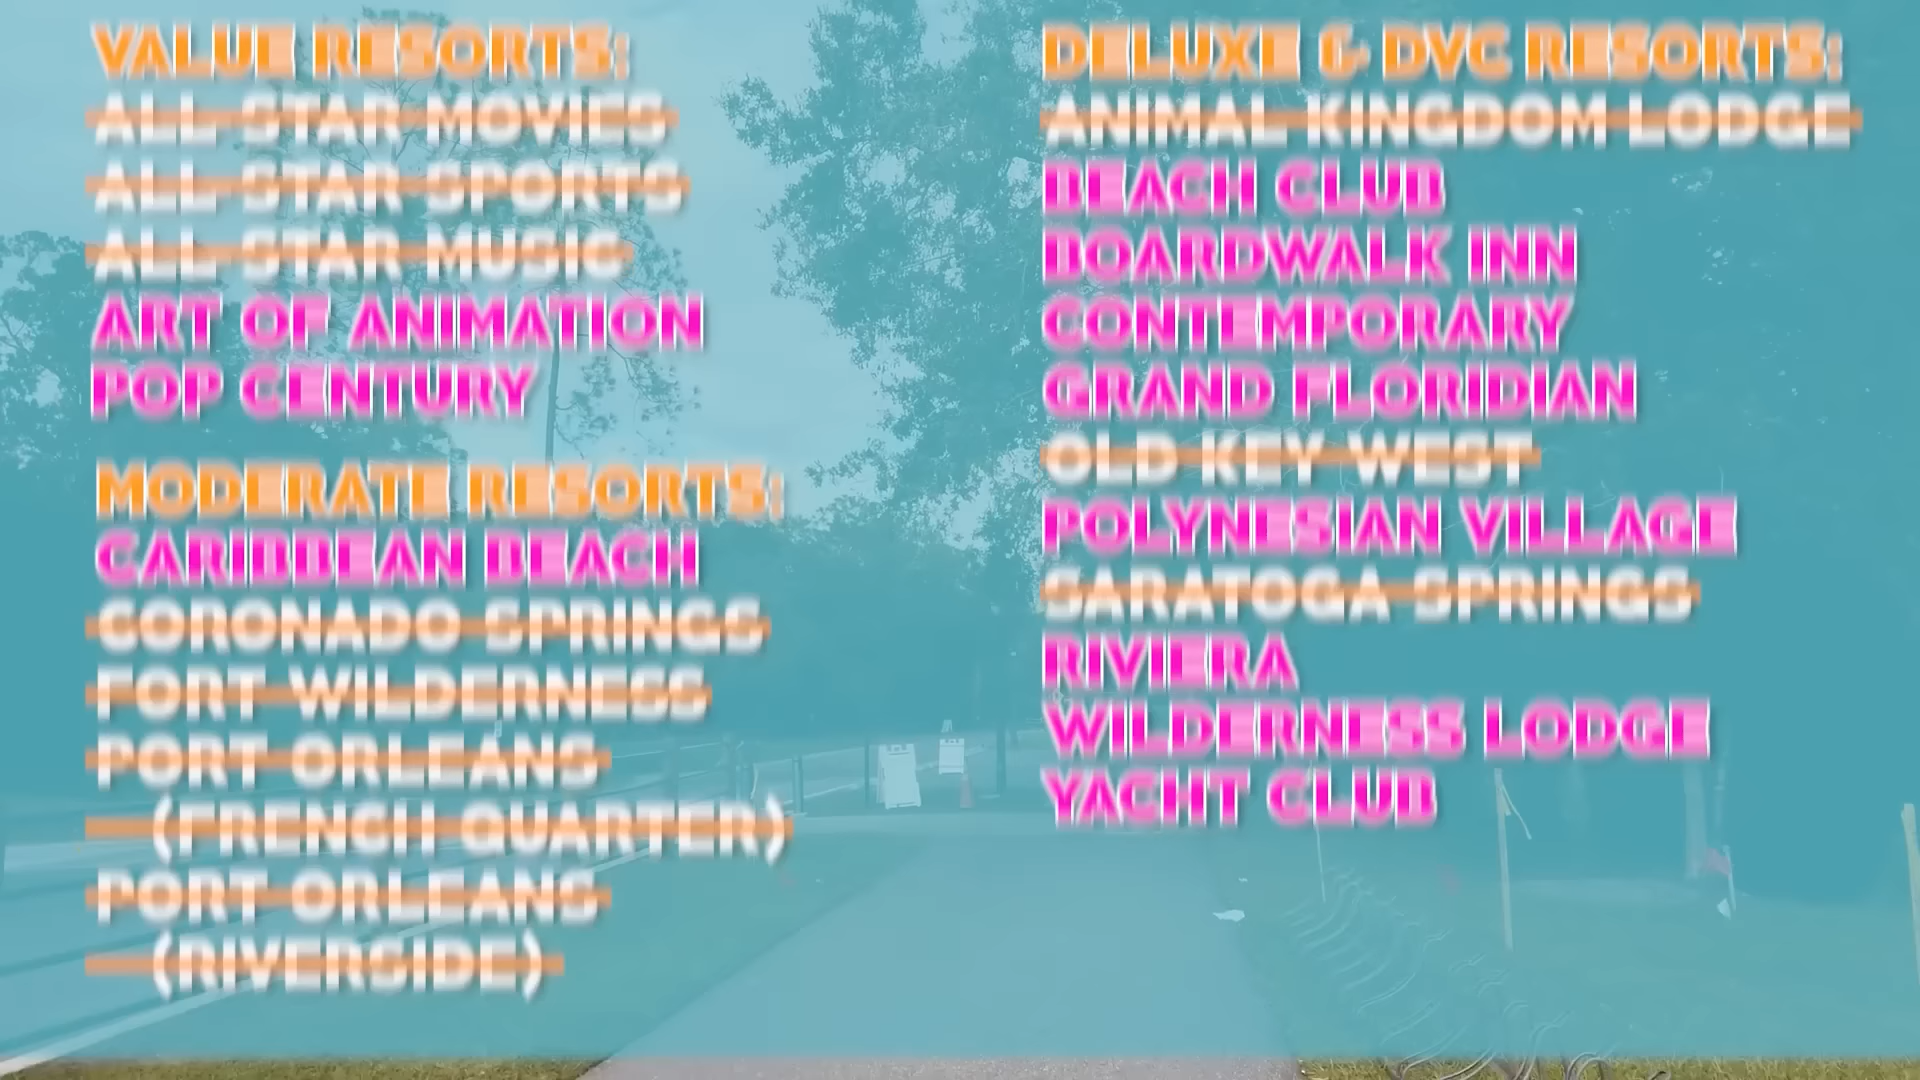 VALUE RESORTS:
ALL-STAR MOVIES
ALL-STAR SPORTS
ALL-STAR MUSIC
ART OF ANIMATION
POP CENTURY
MODERATE RESORTS:
CARIBBEAN BEACH
CORONADO SPRINGS
FORT WILDERNESS
PORT ORLEANS
(FRENCH QUARTER)
PORT ORLEANS
(RIVERSIDE)
DELUXE & DVC RESORTS:
ANIMAL KINGDOM LODGE
BEACH CLUB
BOARDWALK INN
CONTEMPORARY
GRAND FLORIDIAN
OLD KEY WEST
POLYNESIAN VILLAGE
SARATOGA SPRINGS
RIVIERA
WILDERNESS LODGE
YACHT CLUB